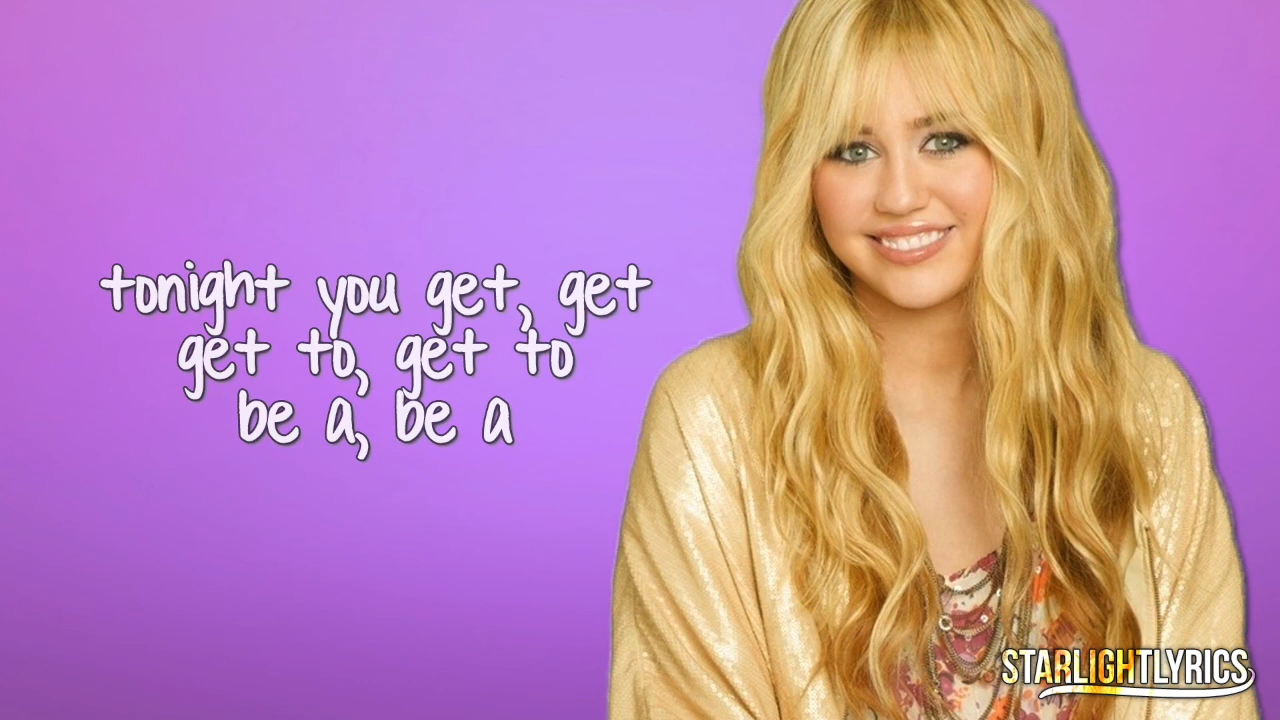 tonight you get, get
get to, get to
be a, be a
STARLIGHTLYRICS